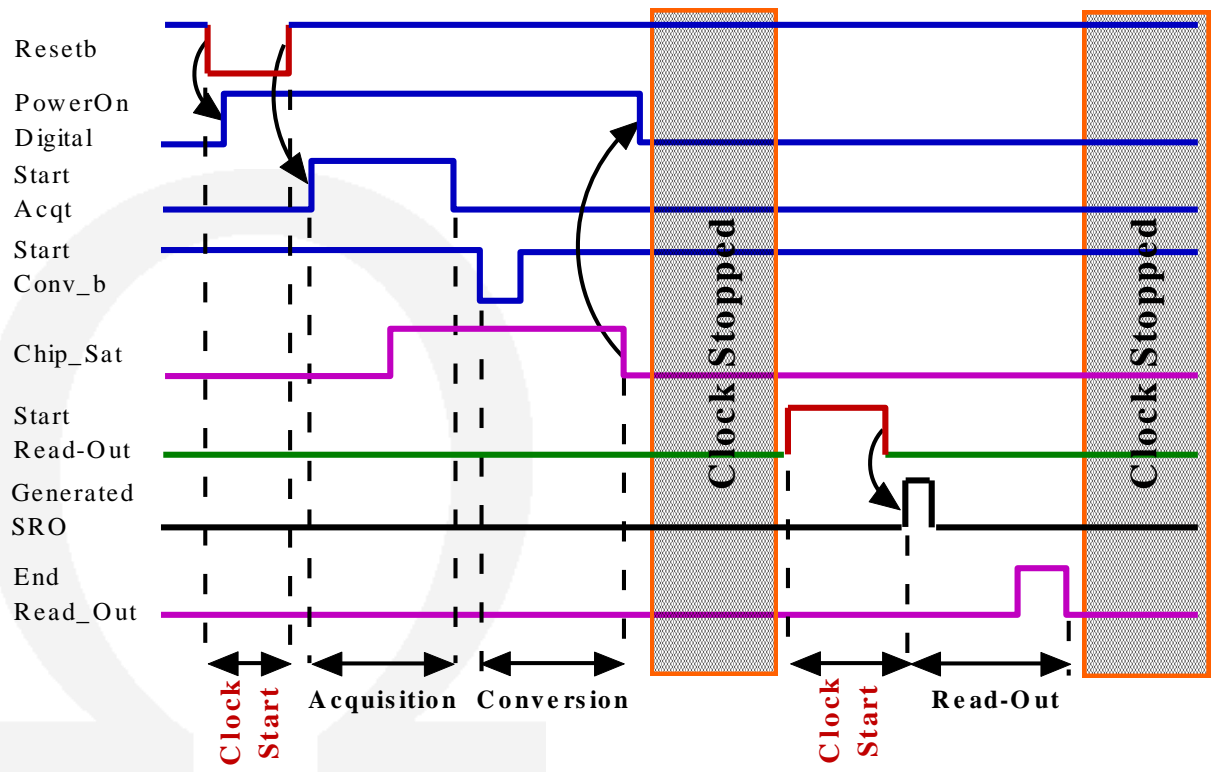 Resetb
PowerOn
Digital
Start
Acqt
Start
Conv_b
Chip_Sat
Start
Read-Out
Generated
SRO
End
Read_Out
Clock Stopped
Clock Stopped
Clock
Start
Acquisition
Conversion
Clock
Start
Read-Out